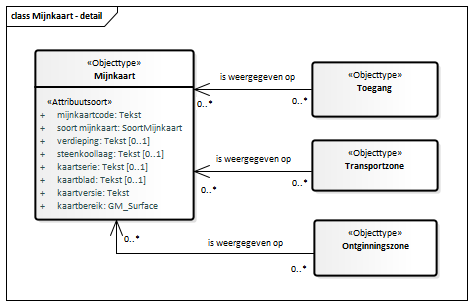 class Mijnkaart - detail
«Objecttype»
Mijnkaart
«Attribuutsoort»
+ mijnkaartcode: Tekst
+ soort mijnkaart: SoortMijnkaart
+ verdieping: Tekst [0..1]
+ steenkoollaag: Tekst [0..1]
+ kaartserie: Tekst [0..1]
+ kaartblad: Tekst [0..1]
+ kaartversie: Tekst
+ kaartbereik: GM_Surface
is weergegeven op
0..*
0..*
«Objecttype»
Toegang
is weergegeven op
0..*
0..*
«Objecttype»
Transportzone
is weergegeven op
0..*
0..*
«Objecttype»
Ontginningszone